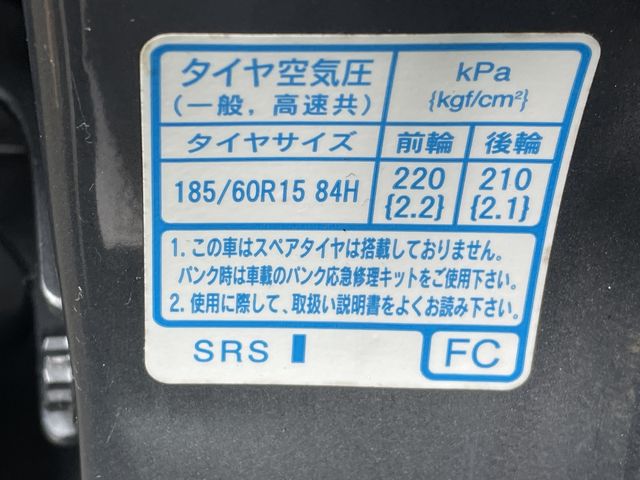 タイヤ空気圧 kPa
(一般, 高速共) {kgf/cm²}
タイヤサイズ 前輪 後輪
185/60R15 84H 220 210
{2.2} {2.1}
1. この車はスペアタイヤは搭載しておりません。
パンク時は車載のパンク応急修理キットをご使用下さい。
2. 使用に際して、取扱い説明書をよくお読み下さい。
SRS FC